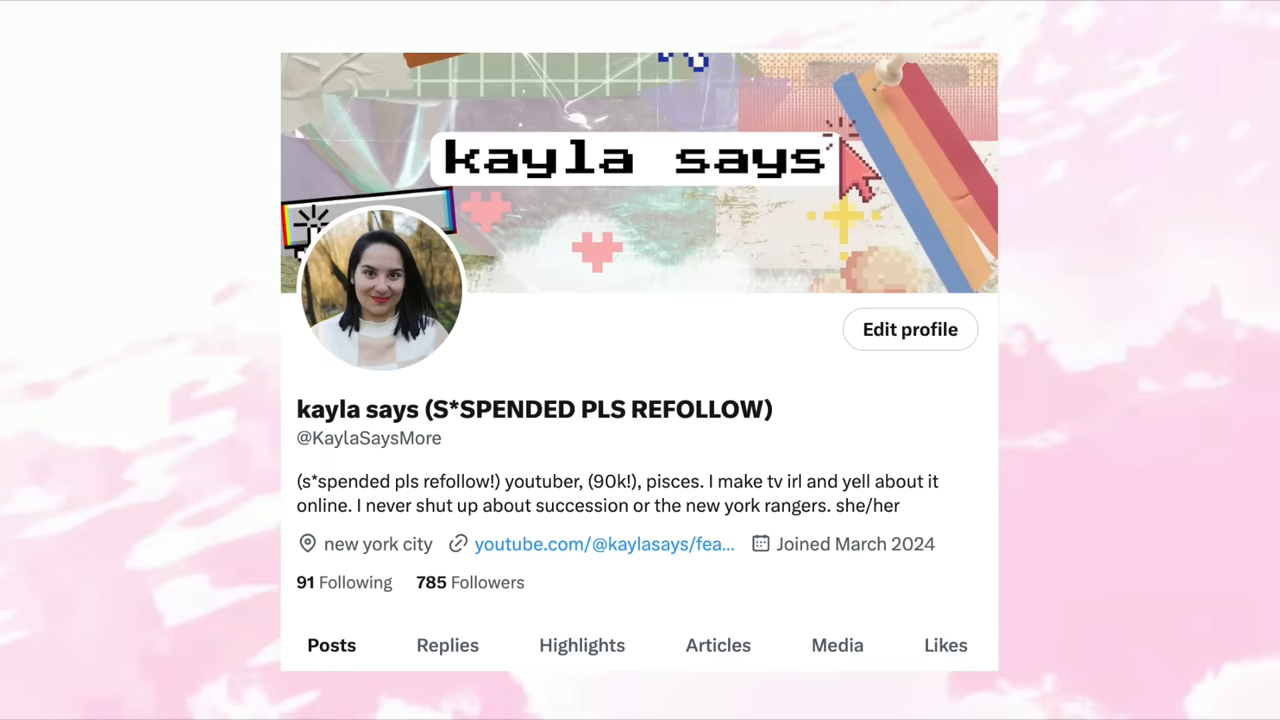 kayla says
Edit profile
kayla says (S*SPENDED PLS REFOLLOW)
@KaylaSaysMore
(s*spended pls refollow!) youtuber, (90k!), pisces. I make tv irl and yell about it
online. I never shut up about succession or the new york rangers. she/her
new york city youtube.com/@kaylasays/fea... Joined March 2024
91 Following 785 Followers
Posts Replies Highlights Articles Media Likes